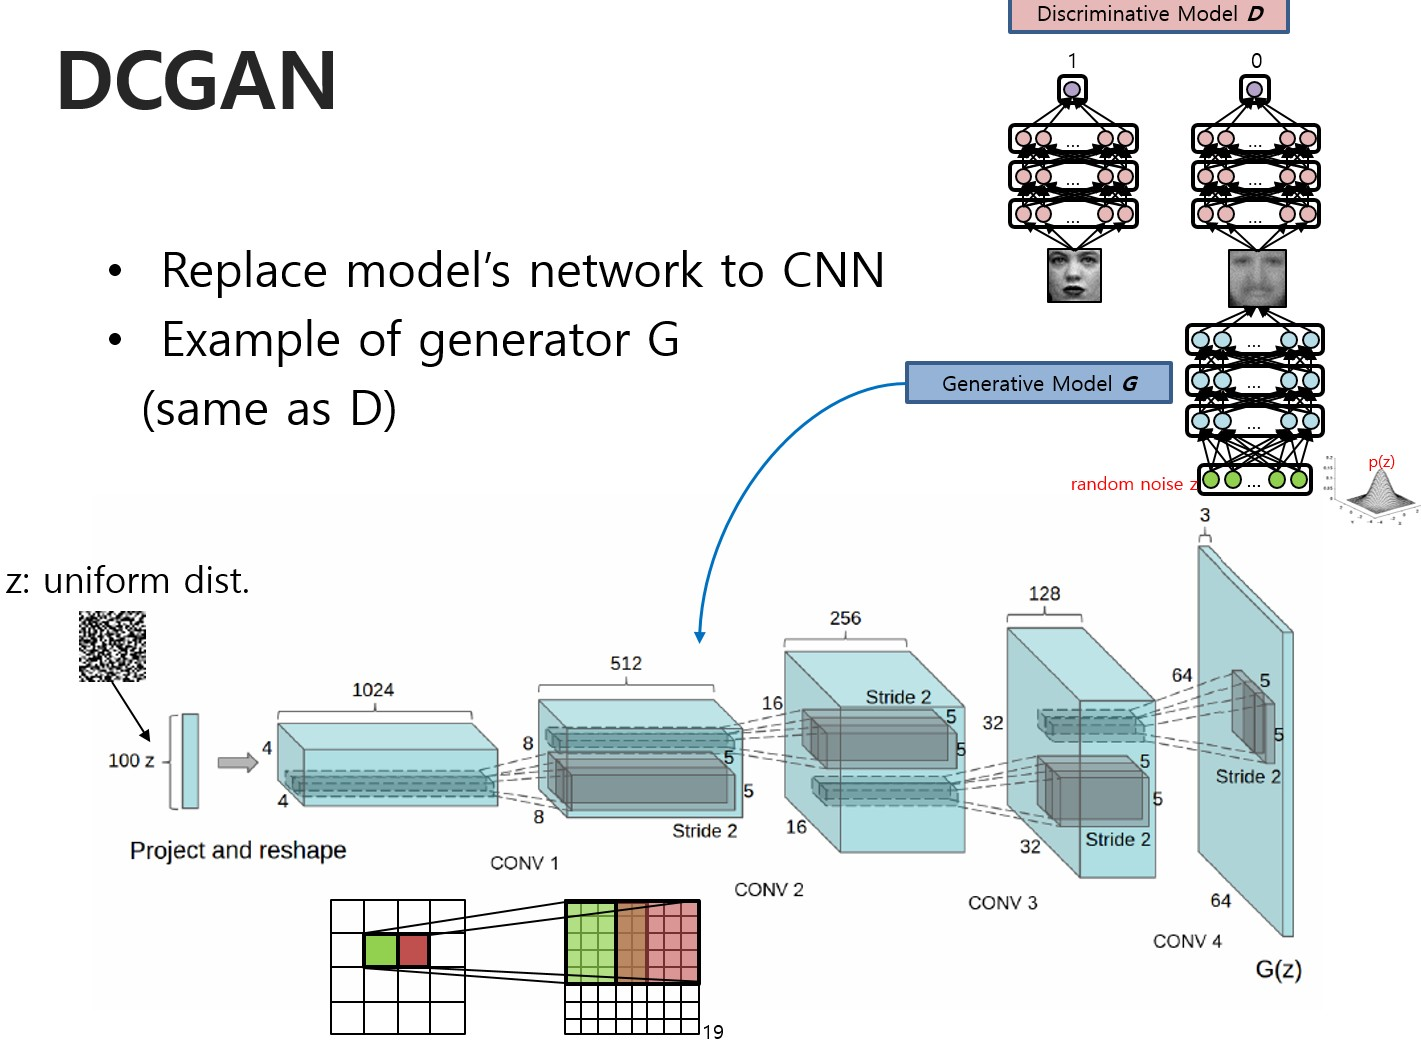 DCGAN
Discriminative Model D
1
0
...
...
...
...
...
...
• Replace model's network to CNN
• Example of generator G
(same as D)
Generative Model G
...
...
...
...
random noise z
p(z)
z: uniform dist.
100 z
Project and reshape
1024
4
4
512
8
8
5
5
Stride 2
CONV 1
256
16
16
Stride 2
5
5
CONV 2
128
32
32
5
5
Stride 2
CONV 3
3
64
64
5
5
Stride 2
CONV 4
G(z)
19